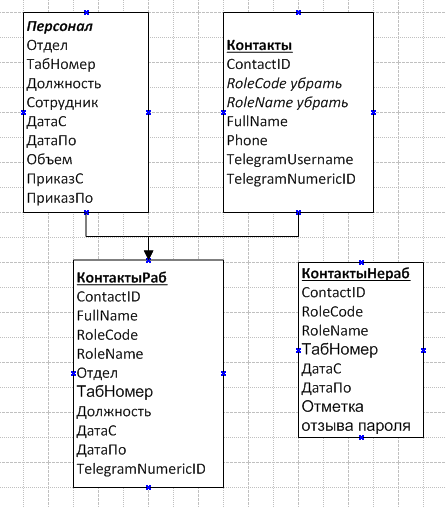 Персонал
Отдел
ТабНомер
Должность
Сотрудник
ДатаС
ДатаПо
Объем
ПриказС
ПриказПо
Контакты
ContactID
RoleCode убрать
RoleName убрать
FullName
Phone
TelegramUsername
TelegramNumericID
КонтактыРаб
ContactID
FullName
RoleCode
RoleName
Отдел
ТабНомер
Должность
ДатаС
ДатаПо
TelegramNumericID
КонтактыНераб
ContactID
RoleCode
RoleName
ТабНомер
ДатаС
ДатаПо
Отметка
отзыва пароля